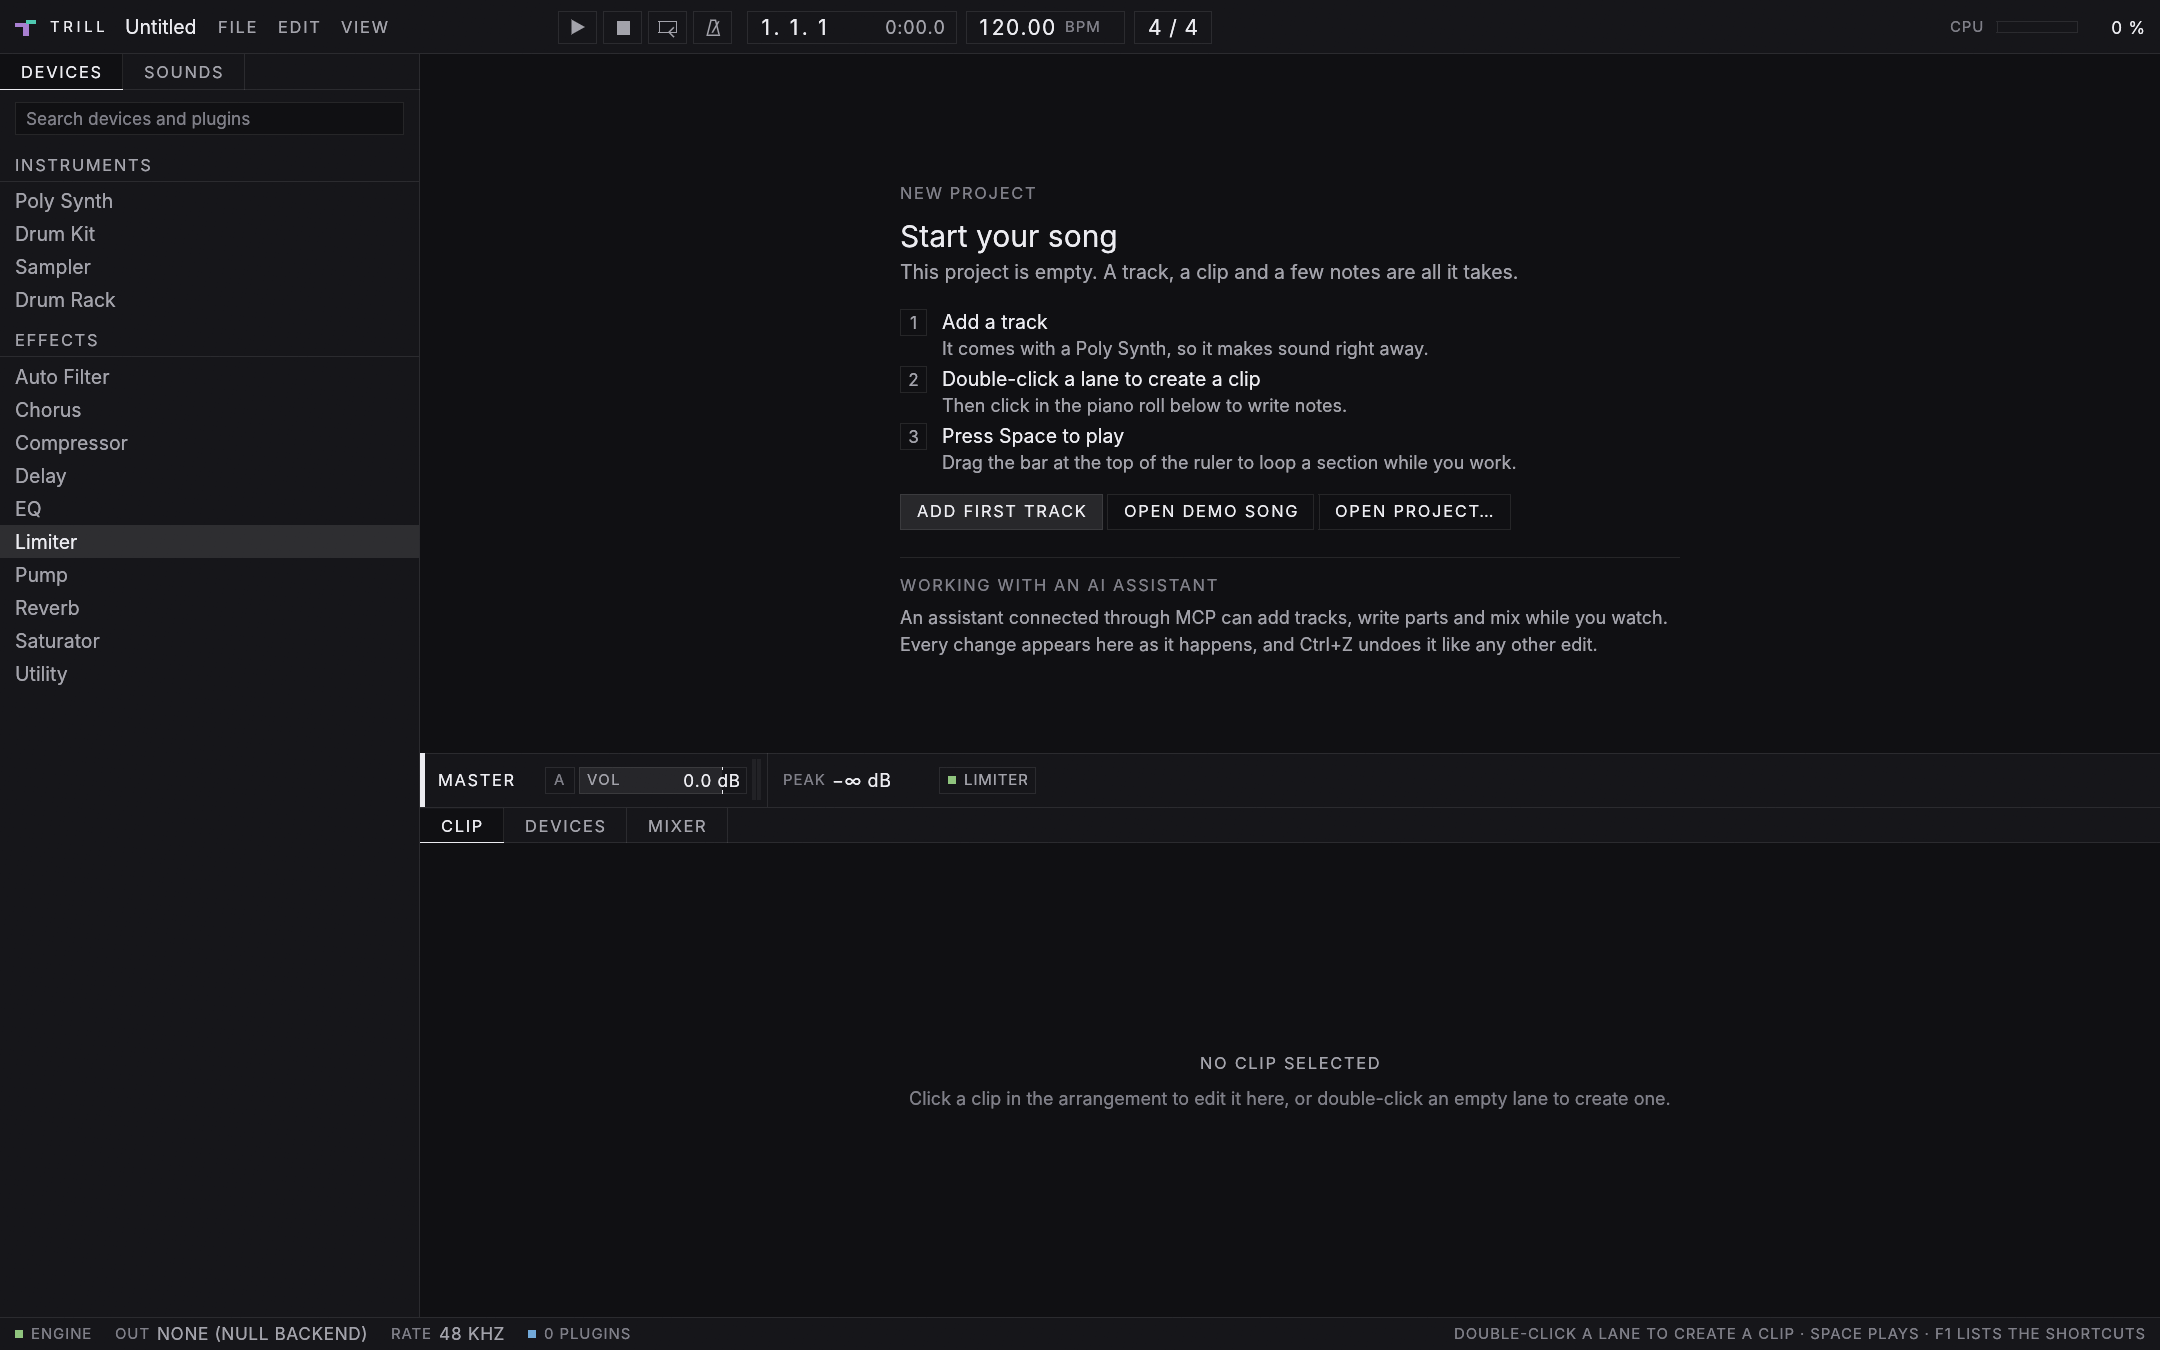 TRILL Untitled FILE EDIT VIEW 1. 1. 1 0:00.0 120.00 BPM 4 / 4 CPU 0 %
DEVICES SOUNDS
Search devices and plugins
INSTRUMENTS
Poly Synth
Drum Kit
Sampler
Drum Rack
EFFECTS
Auto Filter
Chorus
Compressor
Delay
EQ
Limiter
Pump
Reverb
Saturator
Utility
NEW PROJECT
Start your song
This project is empty. A track, a clip and a few notes are all it takes.
1 Add a track
It comes with a Poly Synth, so it makes sound right away.
2 Double-click a lane to create a clip
Then click in the piano roll below to write notes.
3 Press Space to play
Drag the bar at the top of the ruler to loop a section while you work.
ADD FIRST TRACK OPEN DEMO SONG OPEN PROJECT...
WORKING WITH AN AI ASSISTANT
An assistant connected through MCP can add tracks, write parts and mix while you watch.
Every change appears here as it happens, and Ctrl+Z undoes it like any other edit.
MASTER A VOL 0.0 dB PEAK −∞ dB LIMITER
CLIP DEVICES MIXER
NO CLIP SELECTED
Click a clip in the arrangement to edit it here, or double-click an empty lane to create one.
ENGINE OUT NONE (NULL BACKEND) RATE 48 KHZ 0 PLUGINS DOUBLE-CLICK A LANE TO CREATE A CLIP · SPACE PLAYS · F1 LISTS THE SHORTCUTS